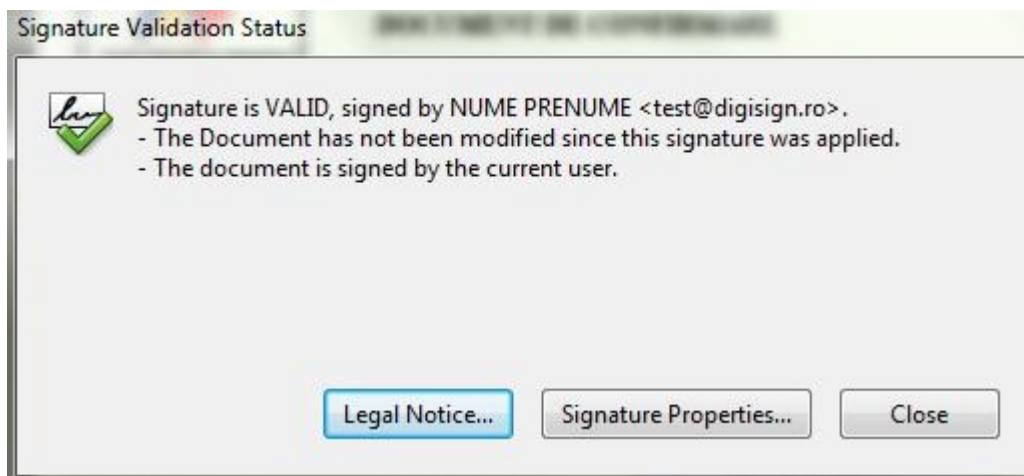 Signature Validation Status
Signature is VALID, signed by NUME PRENUME <test@digisign.ro>.
- The Document has not been modified since this signature was applied.
- The document is signed by the current user.
Legal Notice... Signature Properties... Close